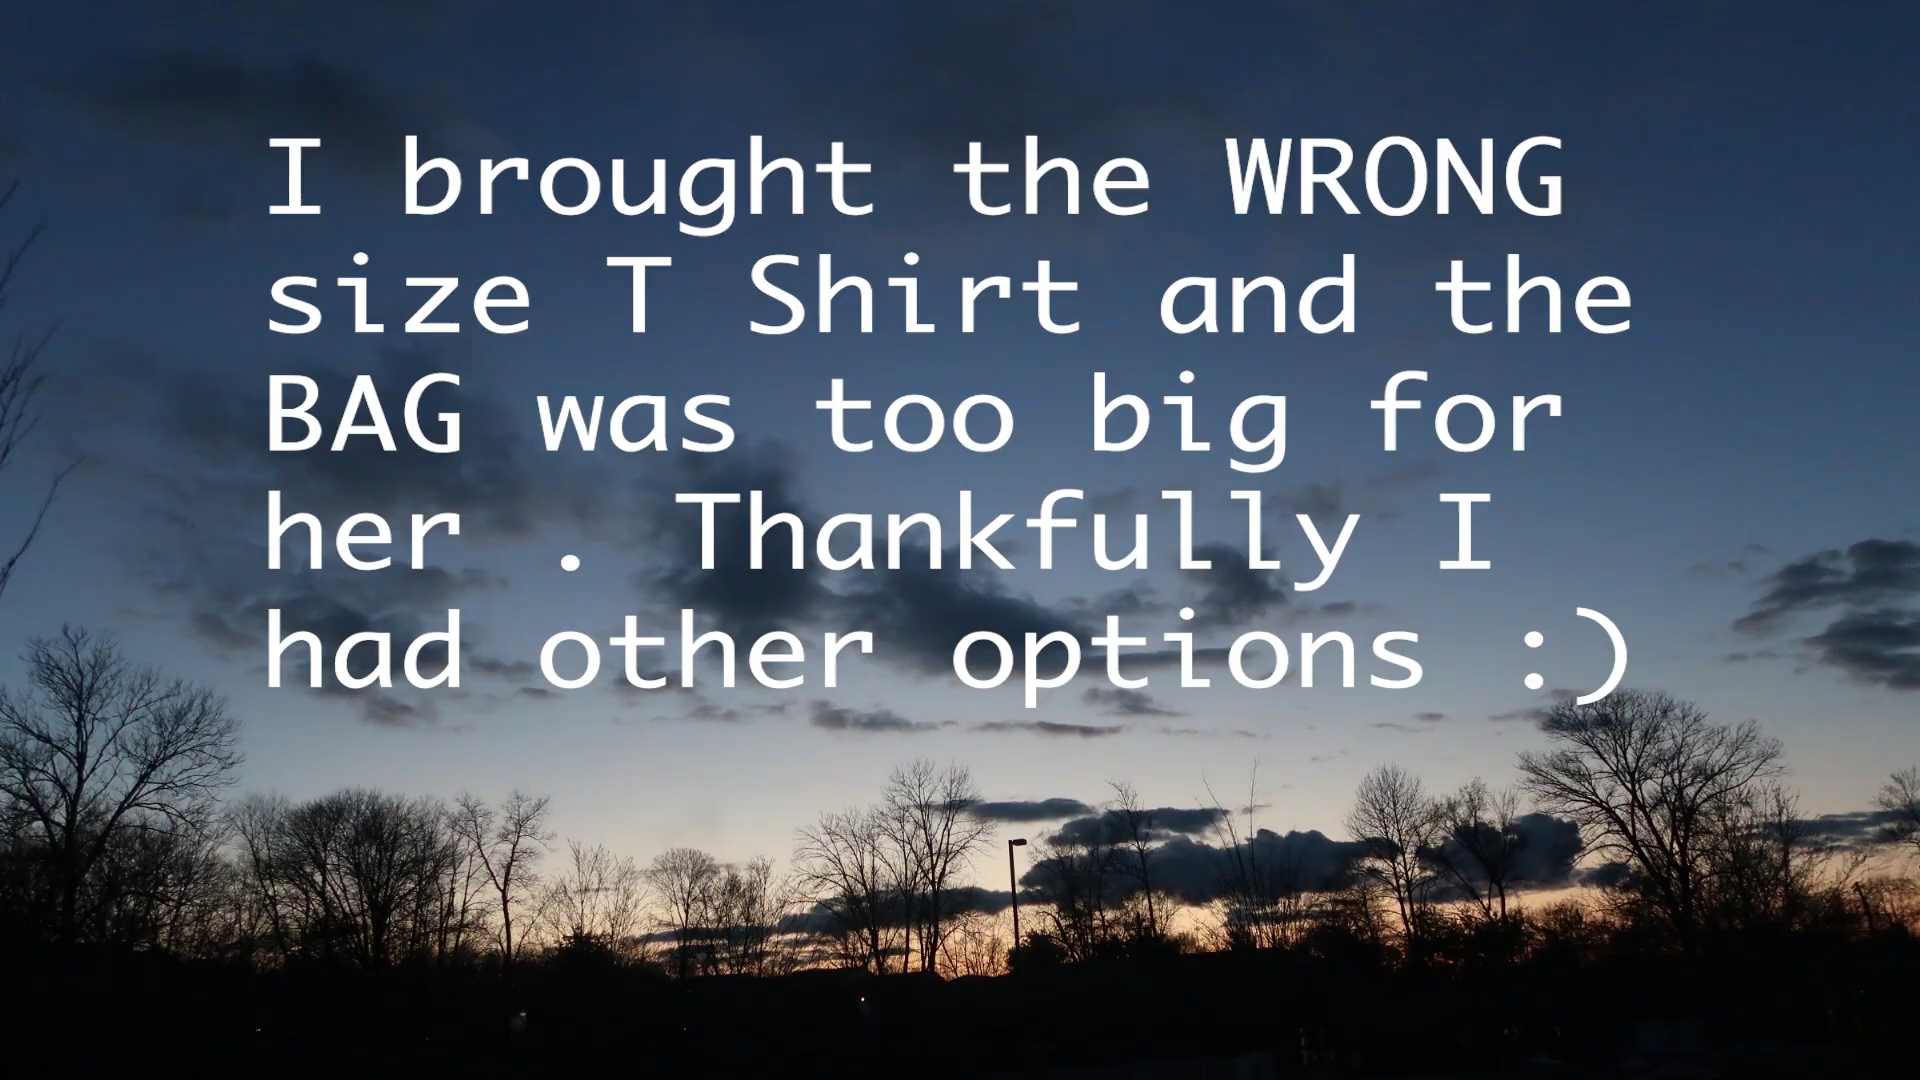 I brought the WRONG
size T Shirt and the
BAG was too big for
her . Thankfully I
had other options :)